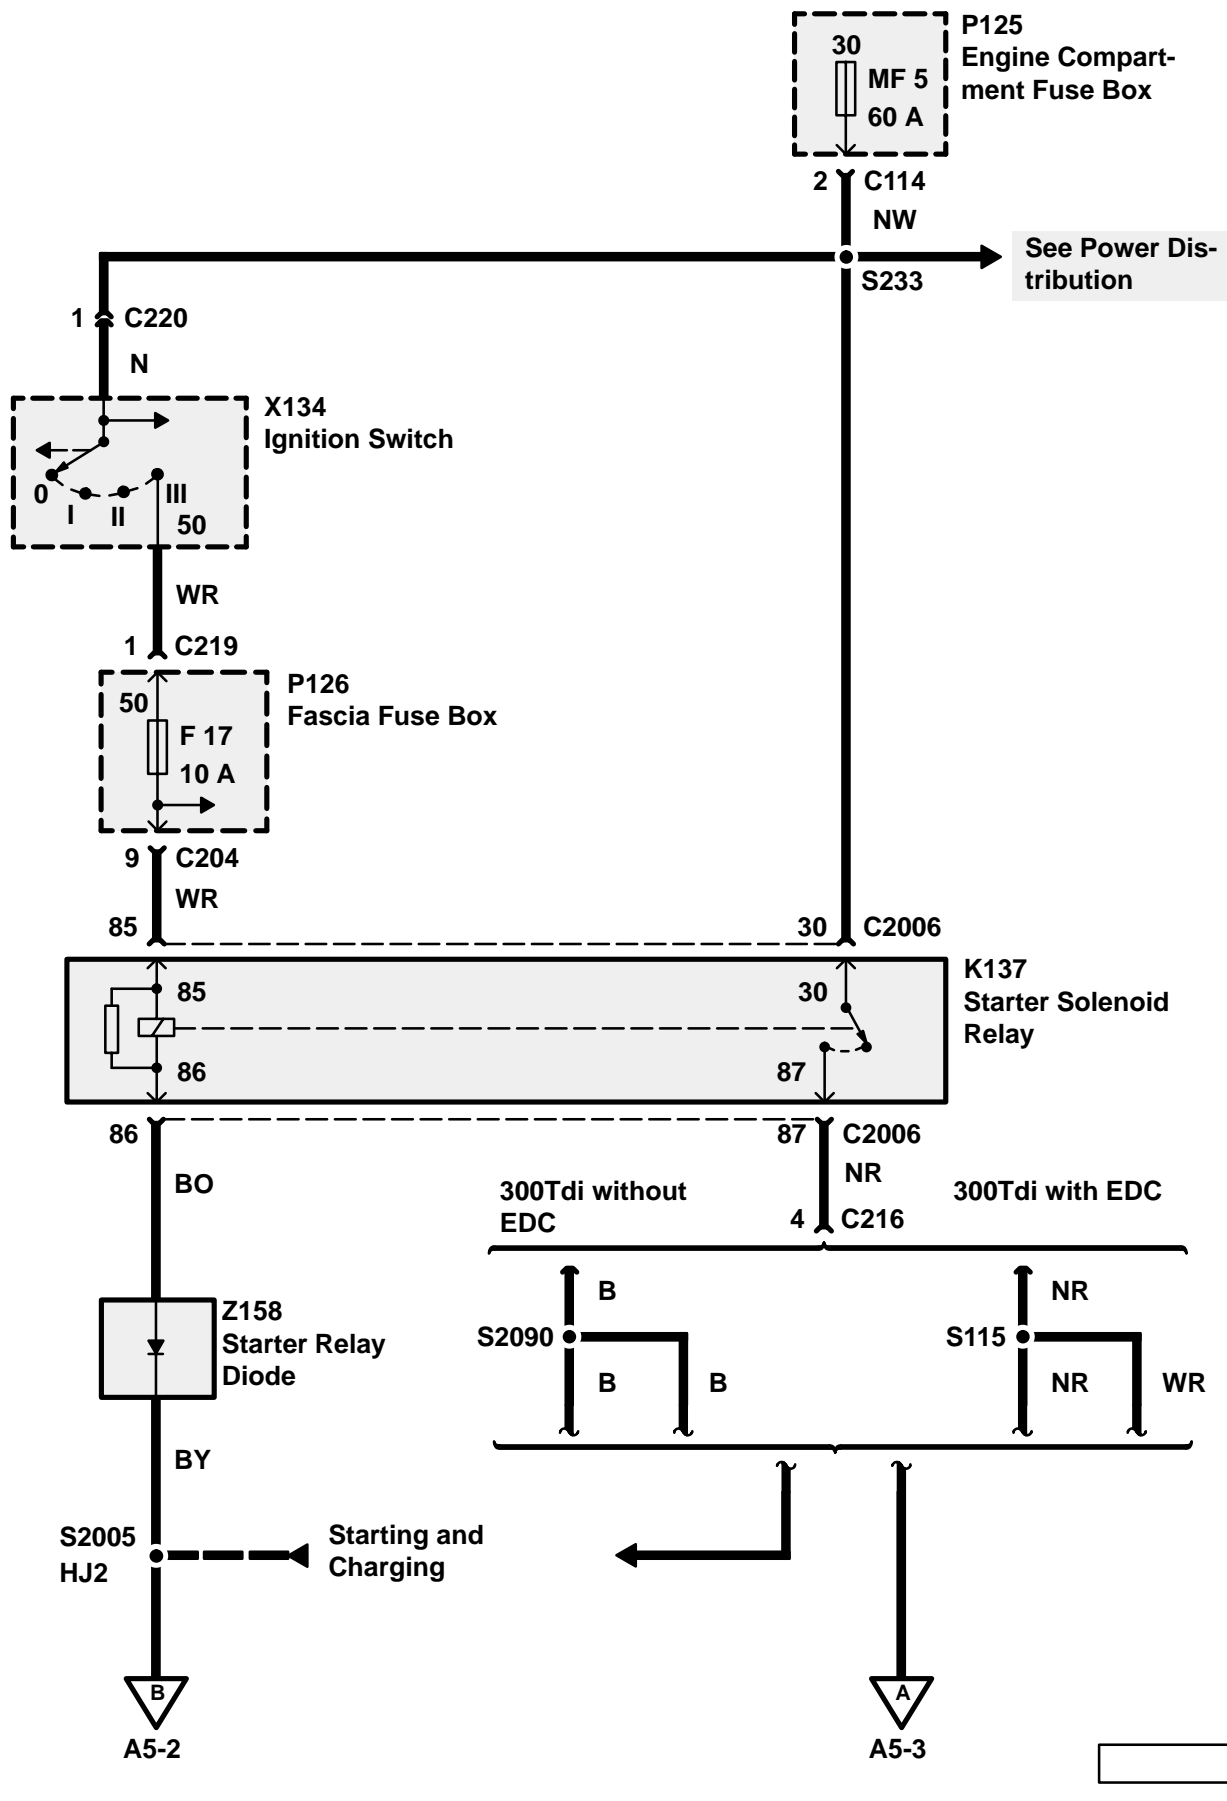 P125
Engine Compart-
ment Fuse Box
30
MF 5
60 A
2 C114
NW
See Power Dis-
tribution
S233
1 C220
N
X134
Ignition Switch
0
I
II
III
50
WR
1 C219
P126
Fascia Fuse Box
50
F 17
10 A
9 C204
WR
85
30 C2006
K137
Starter Solenoid
Relay
85
30
86
87
86
87 C2006
BO
NR
300Tdi without
EDC
300Tdi with EDC
4 C216
B
NR
Z158
Starter Relay
Diode
S2090
S115
B
B
NR
WR
BY
S2005
HJ2
Starting and
Charging
B
A
A5-2
A5-3